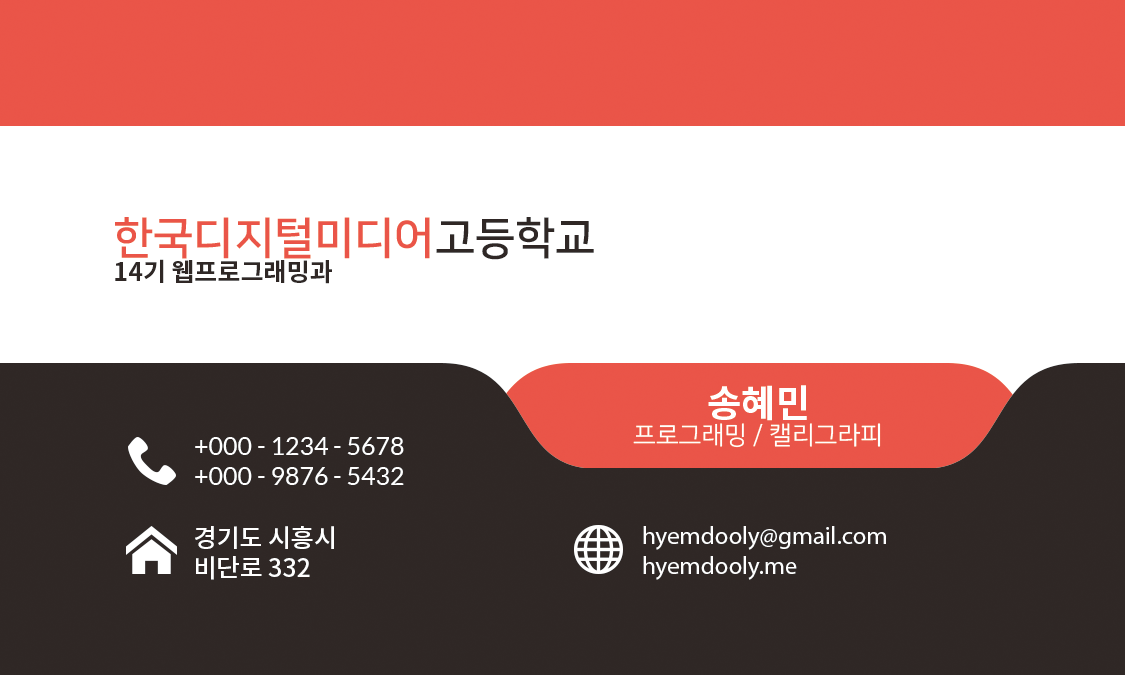 한국디지털미디어고등학교
14기 웹프로그래밍과
송혜민
프로그래밍 / 캘리그라피
+000 - 1234 - 5678
+000 - 9876 - 5432
경기도 시흥시
비단로 332
hyemdooly@gmail.com
hyemdooly.me